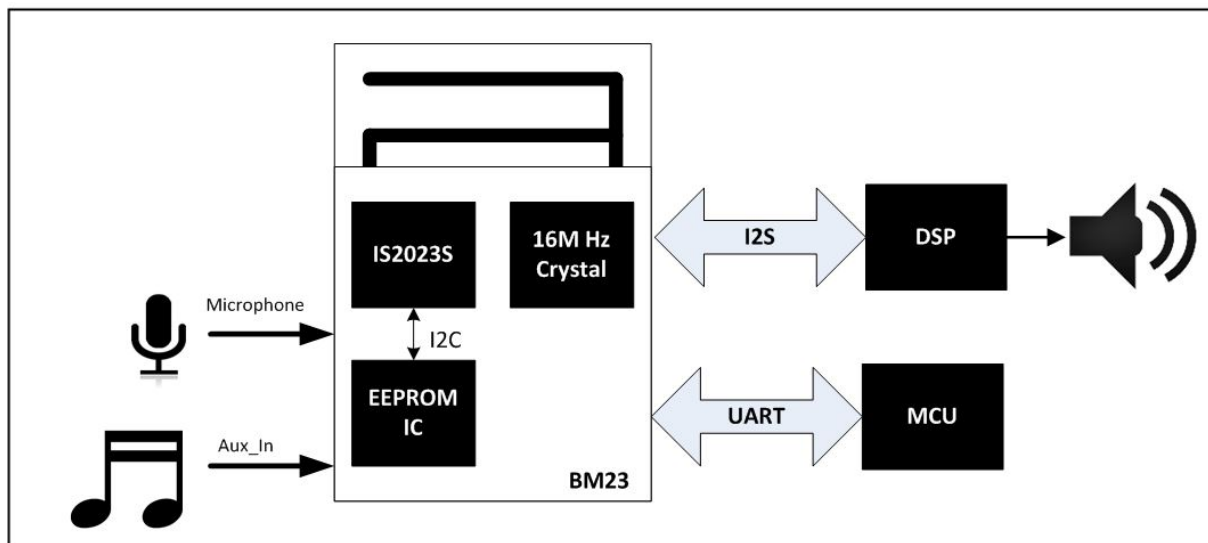 IS2023S
16M Hz
Crystal
I2S
DSP
Microphone
I2C
EEPROM
IC
UART
MCU
Aux_In
BM23